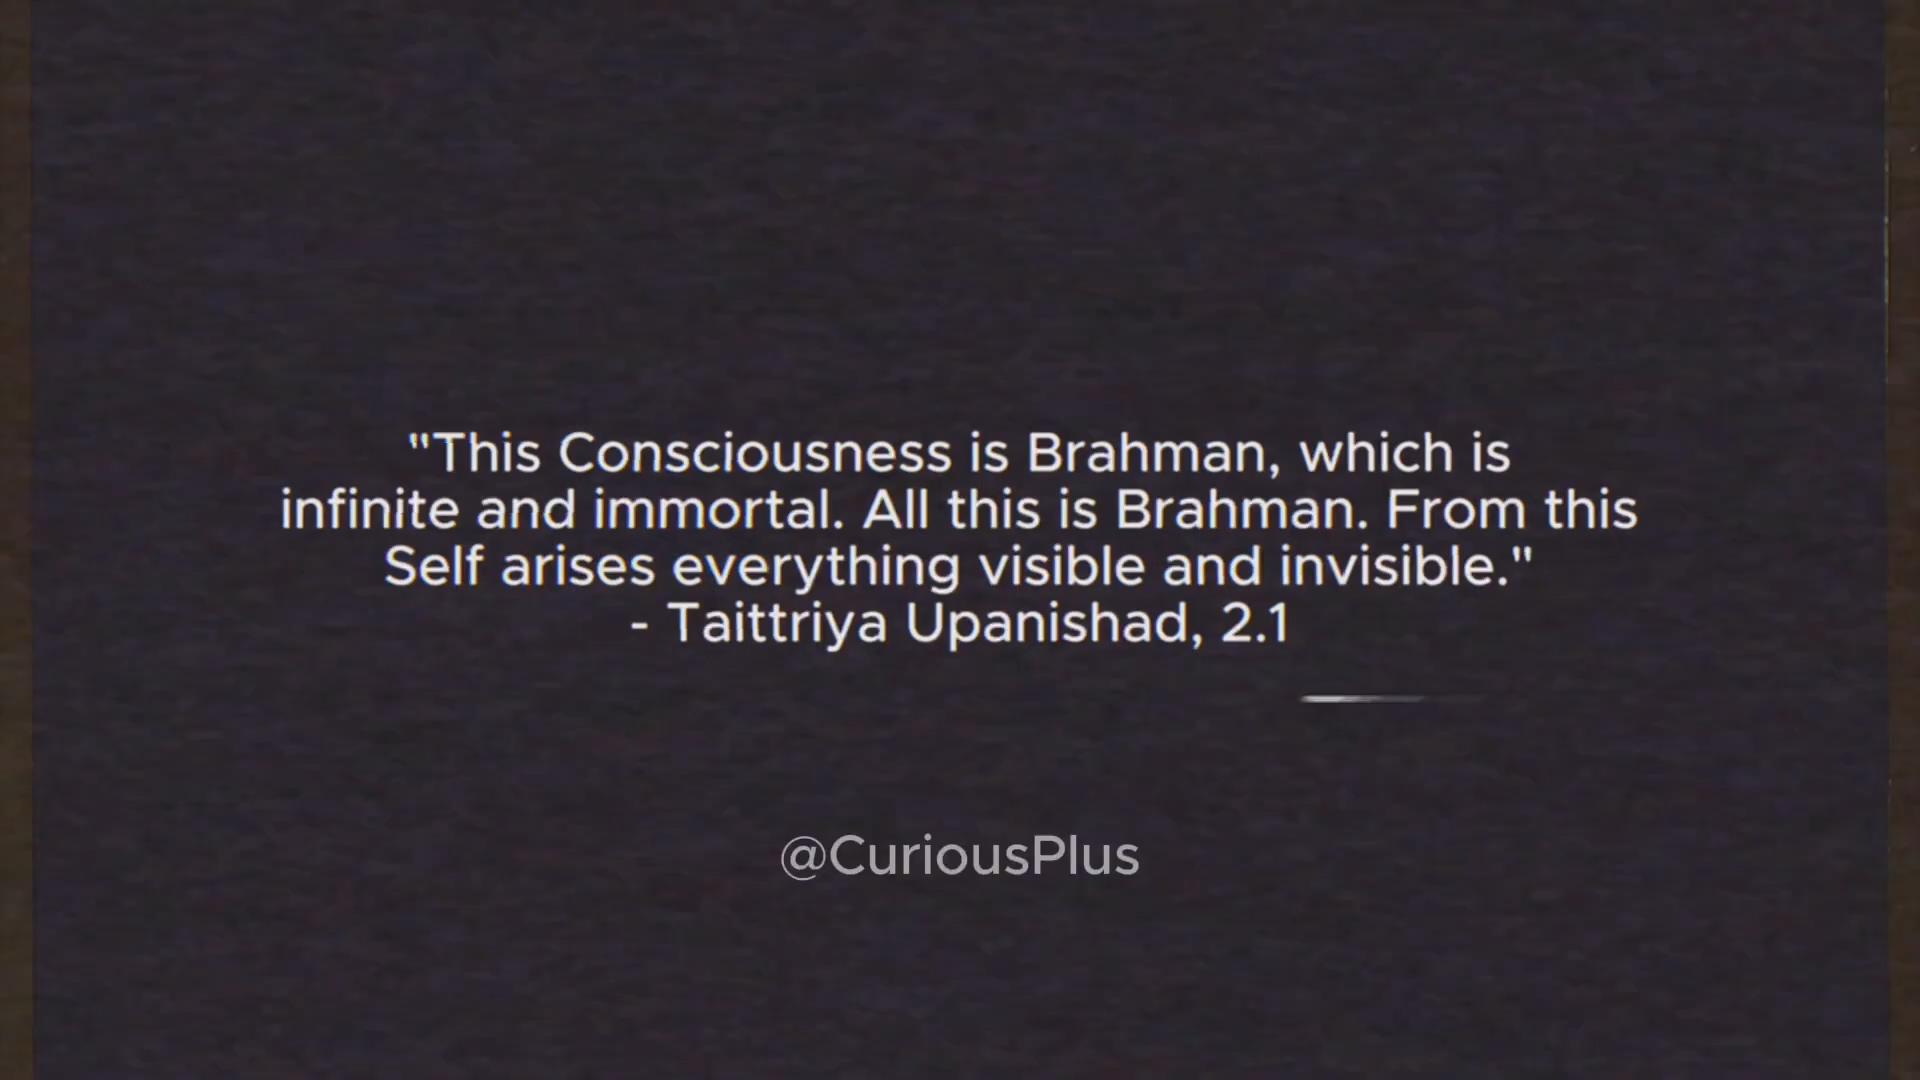 "This Consciousness is Brahman, which is
infinite and immortal. All this is Brahman. From this
Self arises everything visible and invisible."
- Taittriya Upanishad, 2.1
@CuriousPlus